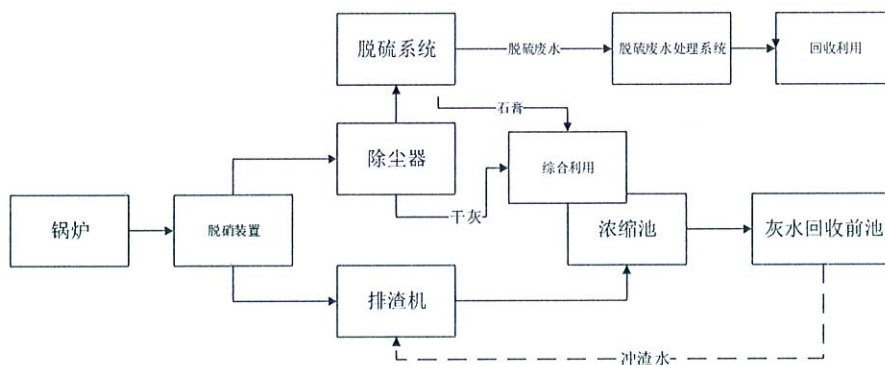 脱硫系统
脱硫废水
脱硫废水处理系统
回收利用
石膏
除尘器
综合利用
干灰
锅炉
脱硝装置
浓缩池
灰水回收前池
排渣机
冲渣水